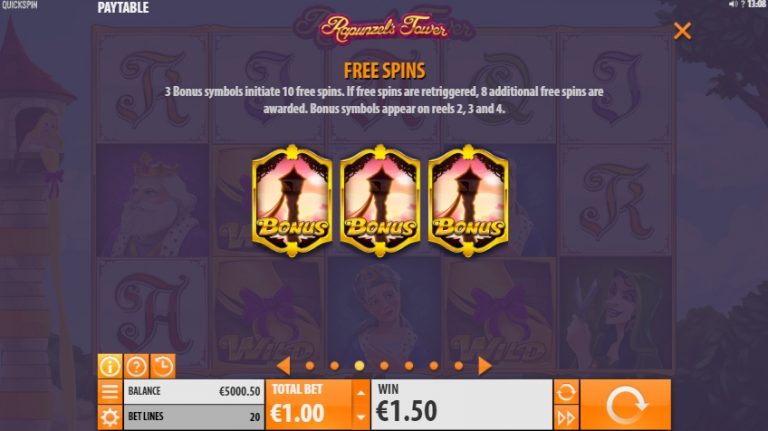 QUICKSPIN
PAYTABLE
13:08
Rapunzel's Tower
FREE SPINS
3 Bonus symbols initiate 10 free spins. If free spins are retriggered, 8 additional free spins are
awarded. Bonus symbols appear on reels 2, 3 and 4.
BONUS BONUS BONUS
WILD WILD
BALANCE €5000.50
BET LINES 20
TOTAL BET
€1.00
WIN
€1.50